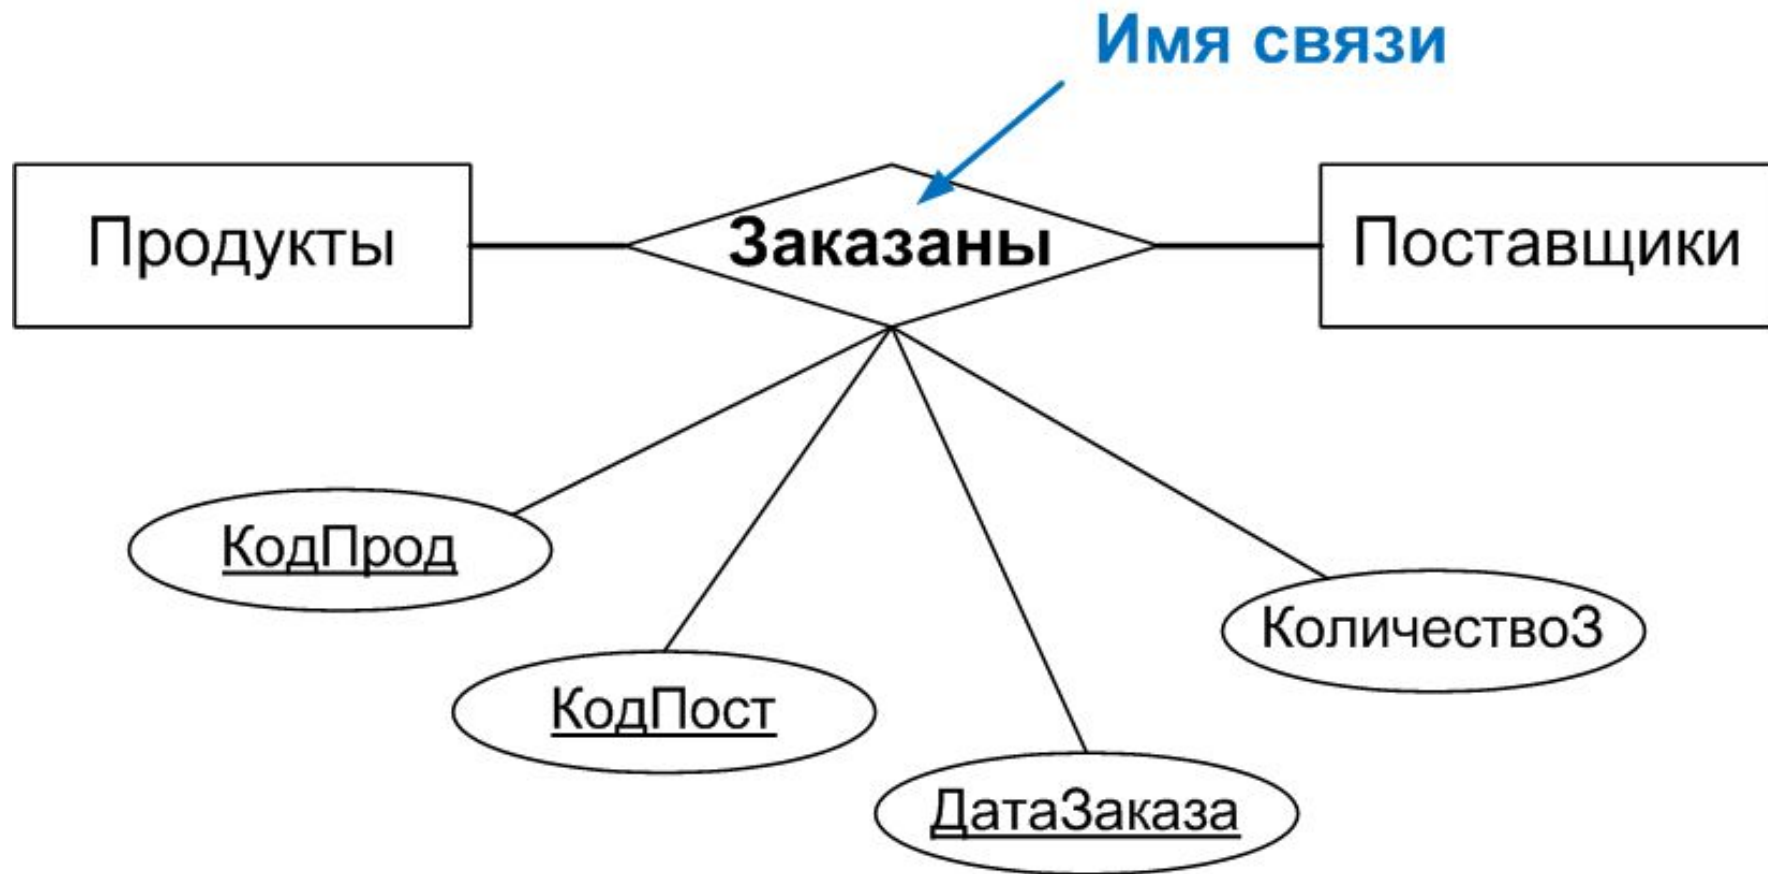 Имя связи
Продукты
Заказаны
Поставщики
КодПрод
КоличествоЗ
КодПост
ДатаЗаказа